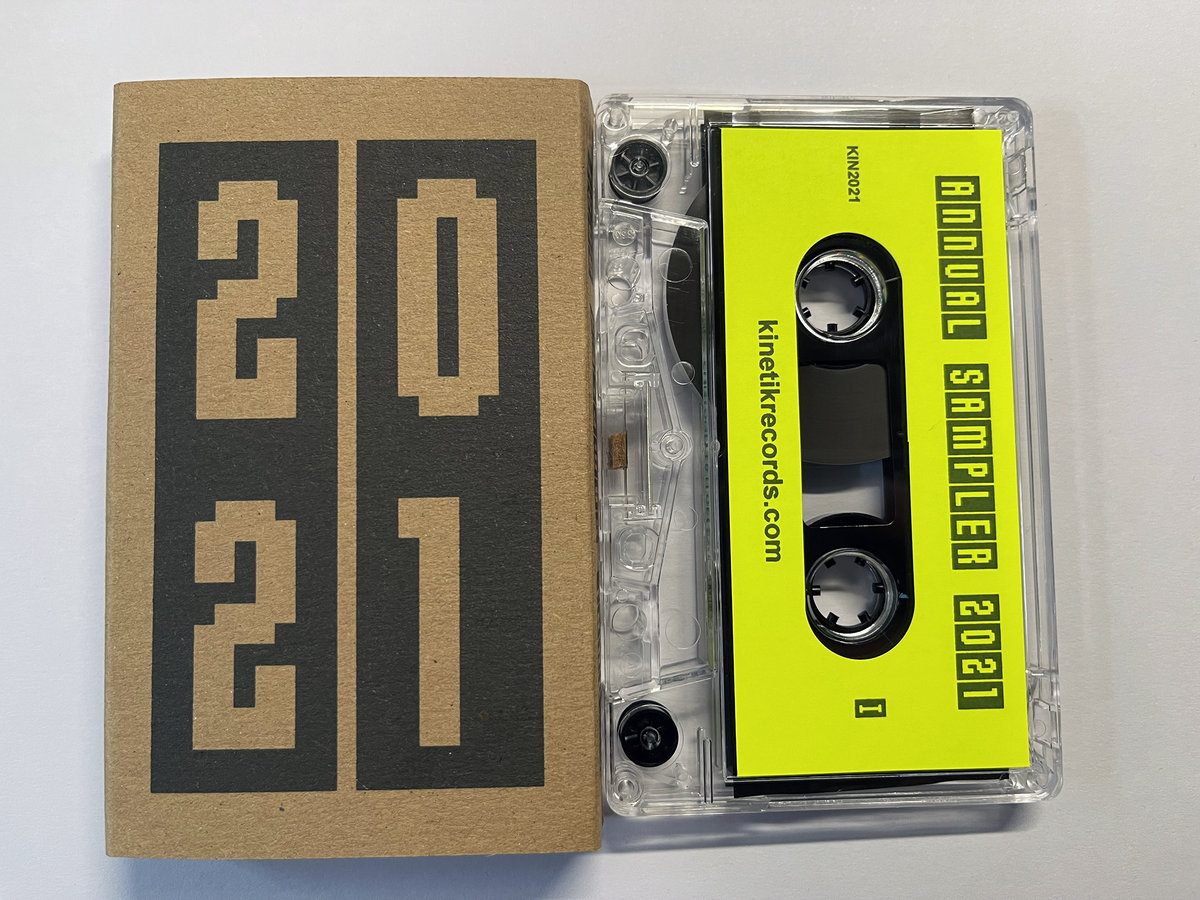 20
21
ANNUAL SAMPLER 2021
KIN2021
kinetikrecords.com
I